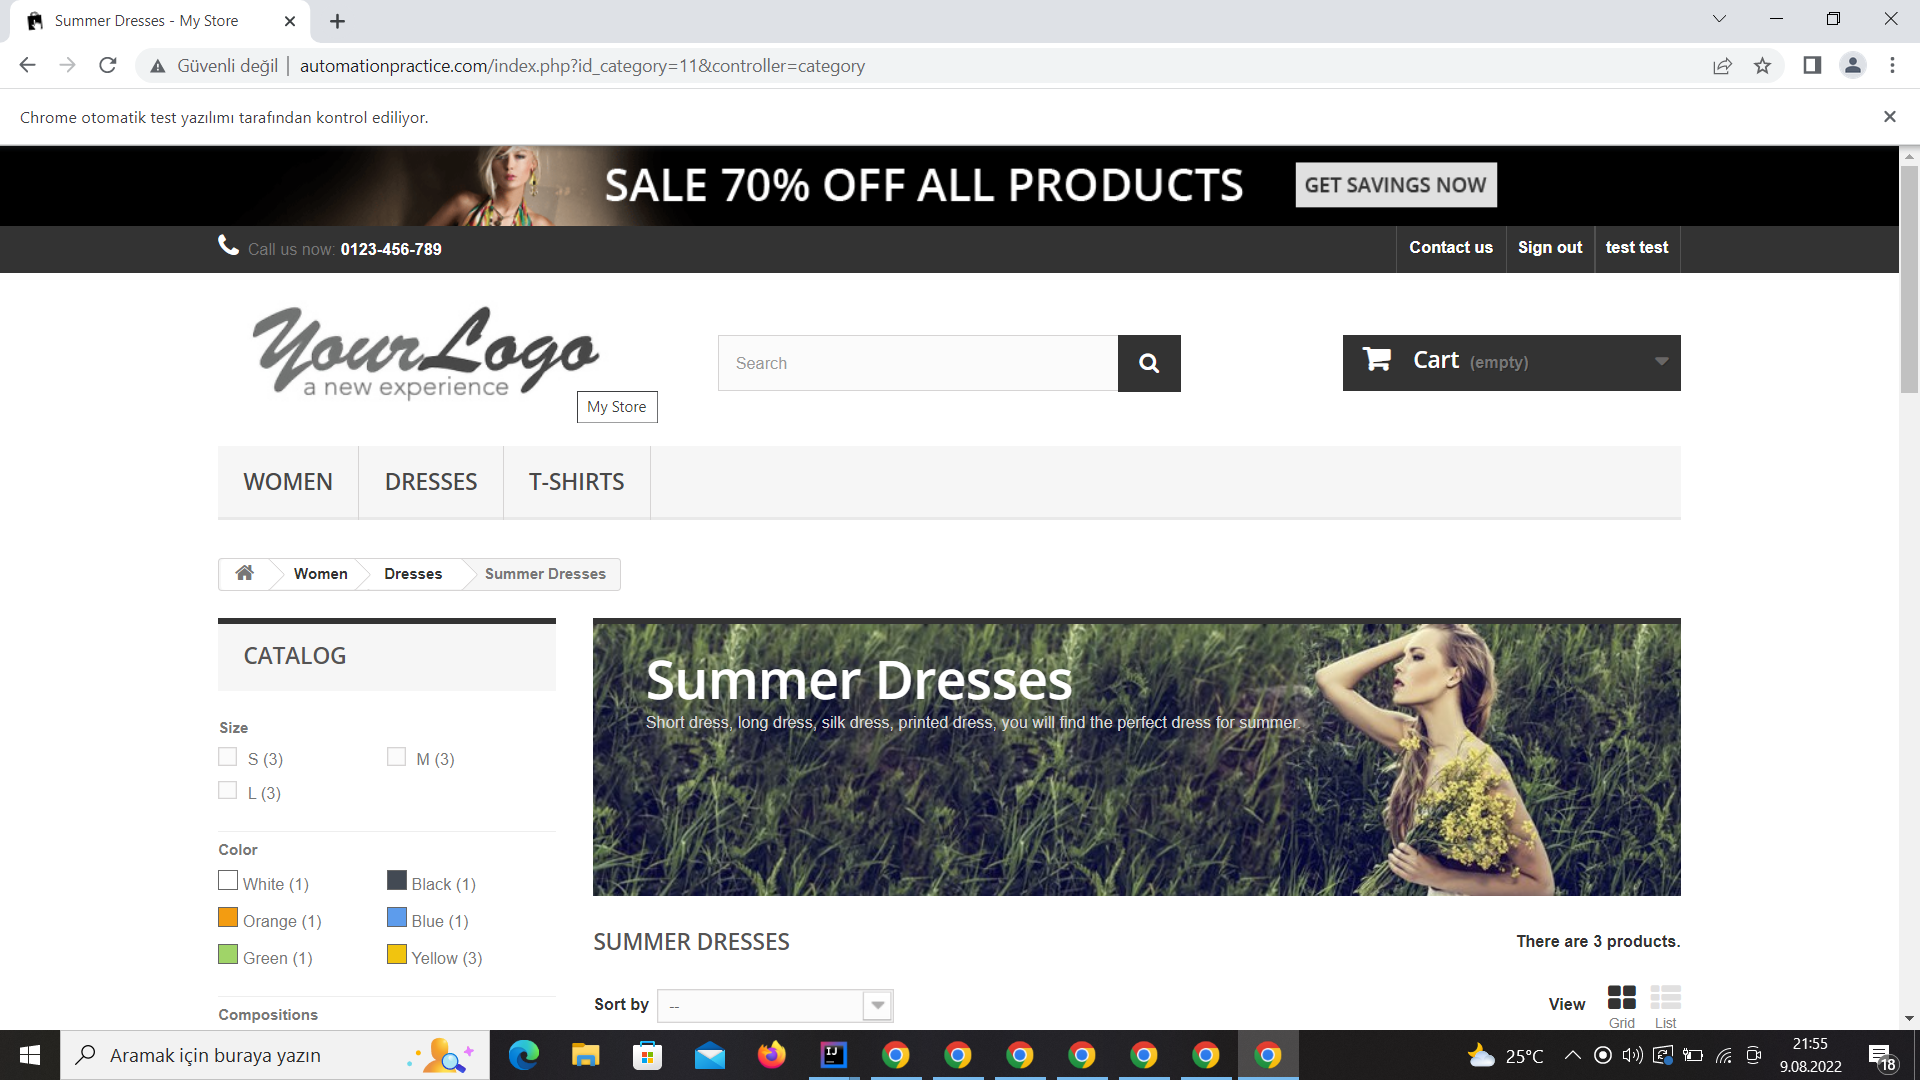 Summer Dresses - My Store
Güvenli değil | automationpractice.com/index.php?id_category=11&controller=category
Chrome otomatik test yazılımı tarafından kontrol ediliyor.
SALE 70% OFF ALL PRODUCTS GET SAVINGS NOW
Call us now: 0123-456-789 Contact us Sign out test test
Your Logo
a new experience
My Store
Search
Cart (empty)
WOMEN DRESSES T-SHIRTS
Women Dresses Summer Dresses
CATALOG
Size
S (3) M (3)
L (3)
Color
White (1) Black (1)
Orange (1) Blue (1)
Green (1) Yellow (3)
Compositions
Summer Dresses
Short dress, long dress, silk dress, printed dress, you will find the perfect dress for summer.
SUMMER DRESSES There are 3 products.
Sort by -- View Grid List
Aramak için buraya yazın
IJ
25°C 21:55
9.08.2022 18